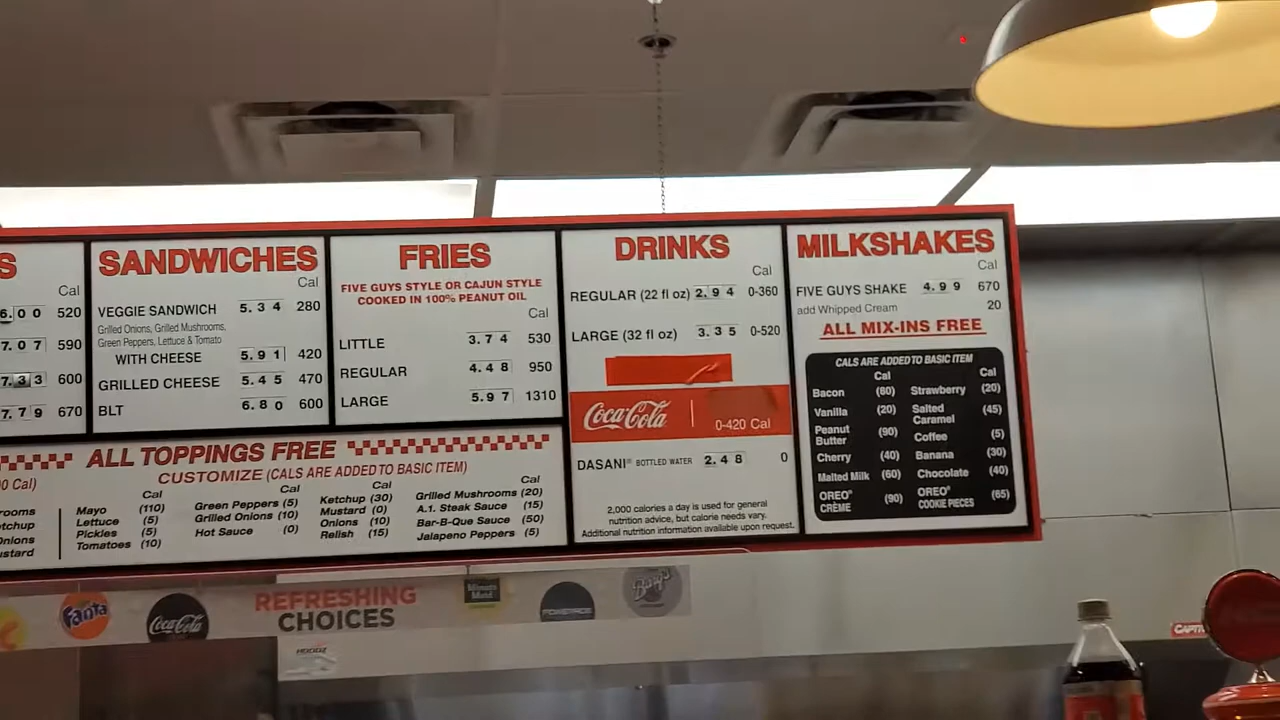 S
Cal
6.00 520
7.07 590
7.33 600
7.79 670
SANDWICHES
Cal
VEGGIE SANDWICH 5.34 280
Grilled Onions, Grilled Mushrooms,
Green Peppers, Lettuce & Tomato
WITH CHEESE 5.91 420
GRILLED CHEESE 5.45 470
BLT 6.80 600
FRIES
FIVE GUYS STYLE OR CAJUN STYLE
COOKED IN 100% PEANUT OIL
Cal
LITTLE 3.74 530
REGULAR 4.48 950
LARGE 5.97 1310
DRINKS
Cal
REGULAR (22 fl oz) 2.94 0-360
LARGE (32 fl oz) 3.35 0-520
Coca-Cola 0-420 Cal
DASANI® BOTTLED WATER 2.48 0
2,000 calories a day is used for general
nutrition advice, but calorie needs vary.
Additional nutrition information available upon request.
MILKSHAKES
Cal
FIVE GUYS SHAKE 4.99 670
add Whipped Cream 20
ALL MIX-INS FREE
CALS ARE ADDED TO BASIC ITEM
Cal Cal
Bacon (80) Strawberry (20)
Vanilla (20) Salted Caramel (45)
Peanut Butter (90) Coffee (5)
Cherry (40) Banana (30)
Malted Milk (60) Chocolate (40)
OREO® CRÈME (90) OREO® COOKIE PIECES (65)
ALL TOPPINGS FREE
CUSTOMIZE (CALS ARE ADDED TO BASIC ITEM)
0 Cal)
rooms
etchup
Onions
ustard
Cal Cal Cal Cal
Mayo (110) Green Peppers (5) Ketchup (30) Grilled Mushrooms (20)
Lettuce (5) Grilled Onions (10) Mustard (0) A.1. Steak Sauce (15)
Pickles (5) Hot Sauce (0) Onions (10) Bar-B-Que Sauce (50)
Tomatoes (10) Relish (15) Jalapeno Peppers (5)
Fanta
Coca-Cola
REFRESHING
CHOICES
Minute Maid
POWERADE
Barq's
HOODZ